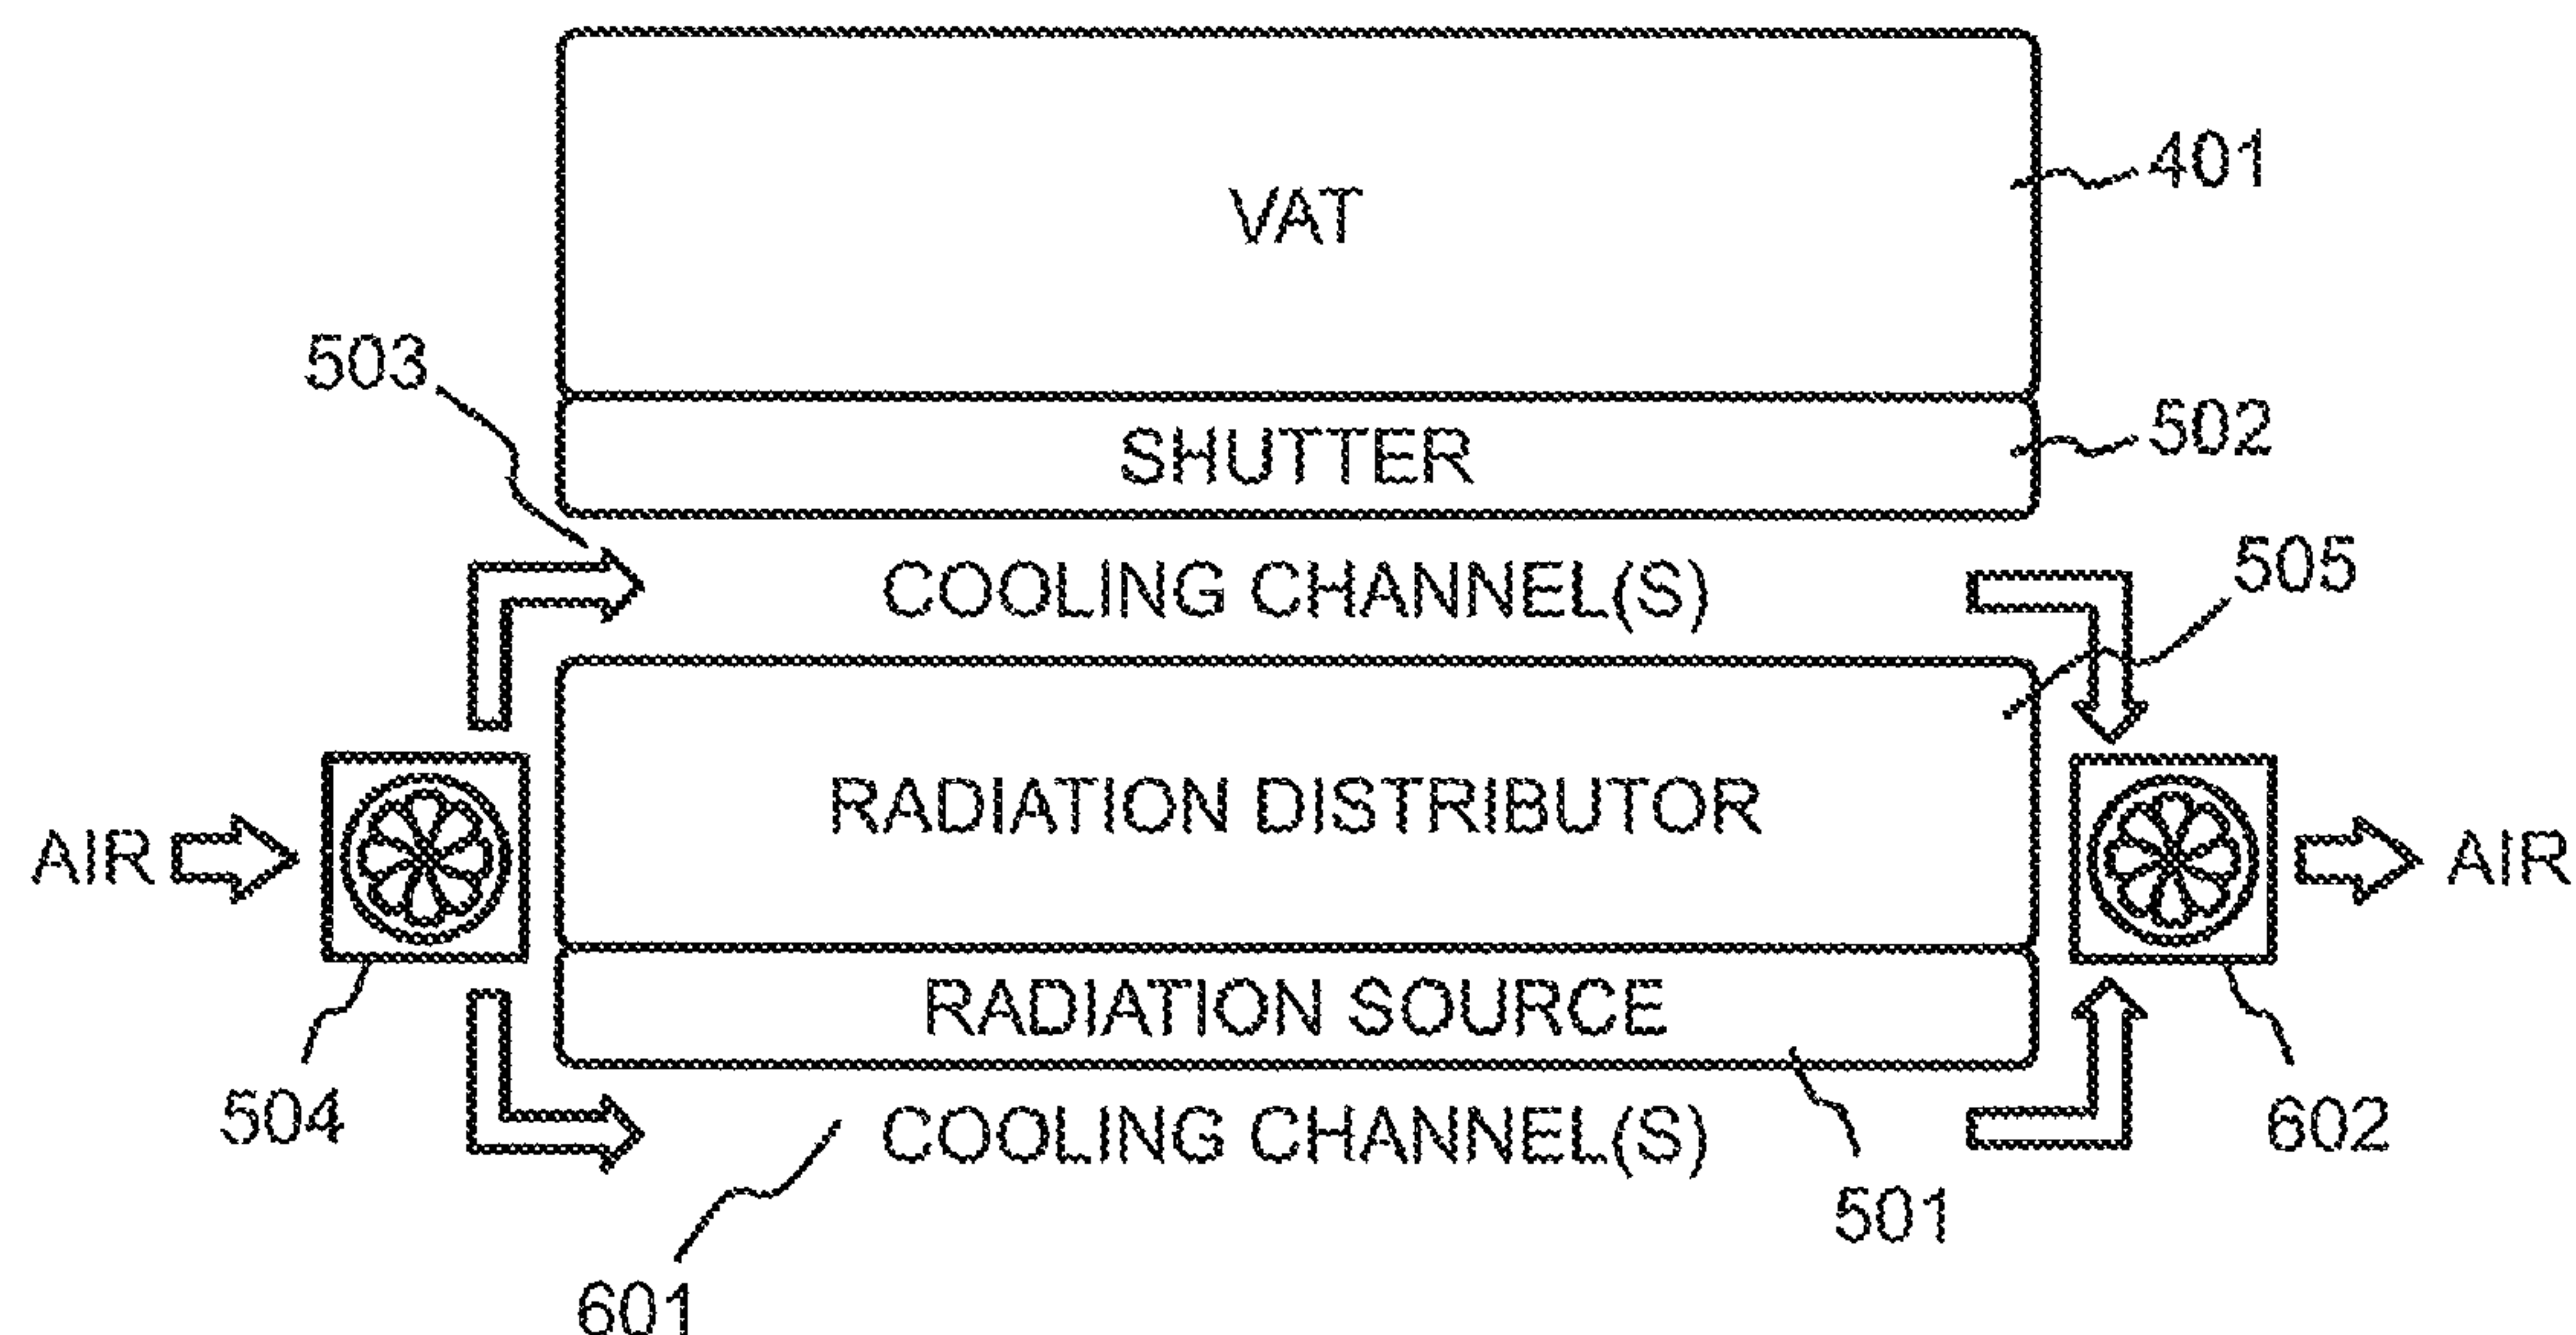 401
VAT
503
502
SHUTTER
505
COOLING CHANNEL(S)
RADIATION DISTRIBUTOR
AIR
AIR
RADIATION SOURCE
504
602
COOLING CHANNEL(S)
501
601